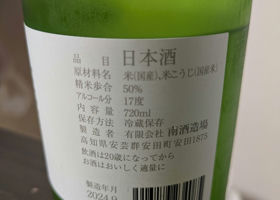 品目 日本酒
原材料名 米(国産)、米こうじ(国産米)
精米歩合 50%
アルコール分 17度
内容量 720ml
保存方法 冷蔵保存
製造者 有限会社 南酒造場
高知県安芸郡安田町安田1875
飲酒は20歳になってから
お酒はおいしく適量に
製造年月
2024.9